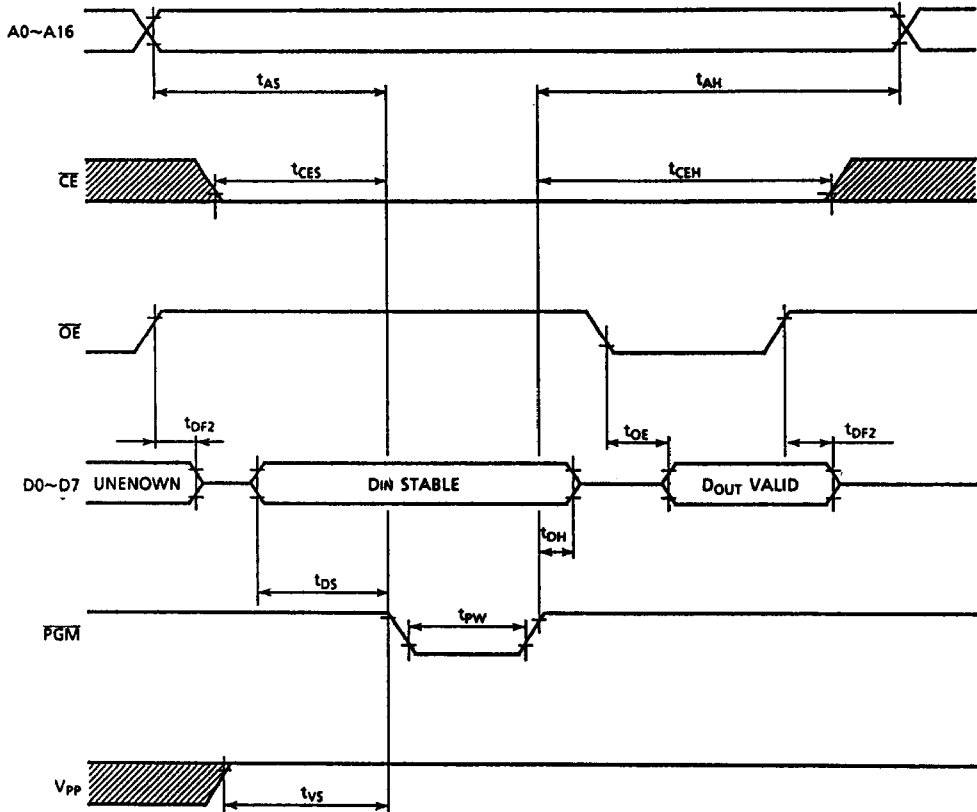 A0~A16
tAS
tAH
CE
tCES
tCEH
OE
tDF2
tOE
tDF2
D0~D7
UNENOWN
DIN STABLE
DOUT VALID
tDH
tDS
PGM
tPW
VPP
tVS